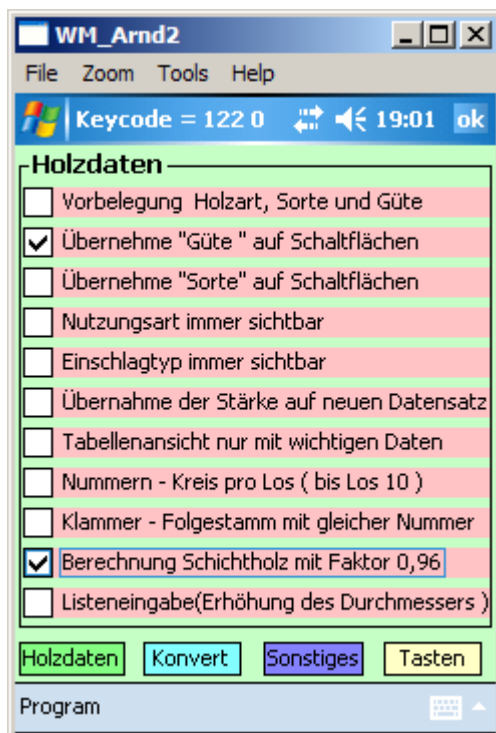 WM_Arnd2
File Zoom Tools Help
Keycode = 122 0 19:01 ok
Holzdaten
Vorbelegung Holzart, Sorte und Güte
Übernehme "Güte " auf Schaltflächen
Übernehme "Sorte" auf Schaltflächen
Nutzungsart immer sichtbar
Einschlagtyp immer sichtbar
Übernahme der Stärke auf neuen Datensatz
Tabellenansicht nur mit wichtigen Daten
Nummern - Kreis pro Los ( bis Los 10 )
Klammer - Folgestamm mit gleicher Nummer
Berechnung Schichtholz mit Faktor 0,96
Listeneingabe(Erhöhung des Durchmessers )
Holzdaten Konvert Sonstiges Tasten
Program